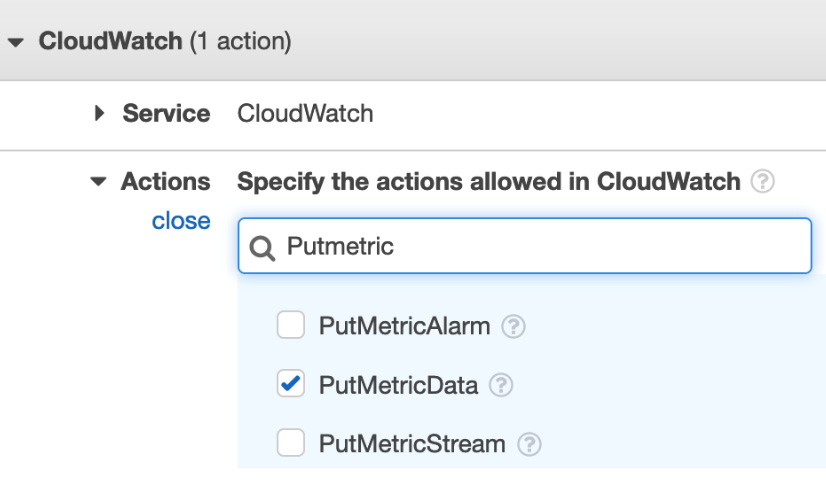 CloudWatch (1 action)
Service CloudWatch
Actions Specify the actions allowed in CloudWatch ?
close
Putmetric
PutMetricAlarm ?
PutMetricData ?
PutMetricStream ?